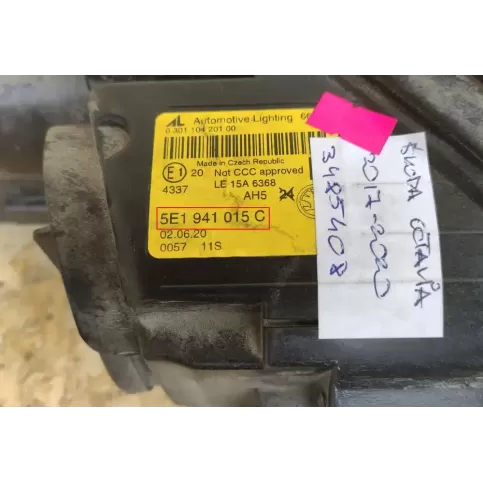 AL Automotive Lighting
0 301 104 201 00
Made in Czech Republic
E1 20 Not CCC approved
4337 LE 15A 6368
AH5 24
5E1 941 015 C
02.06.20
0057 11S
OCTAVIA
2017-2020
3485408